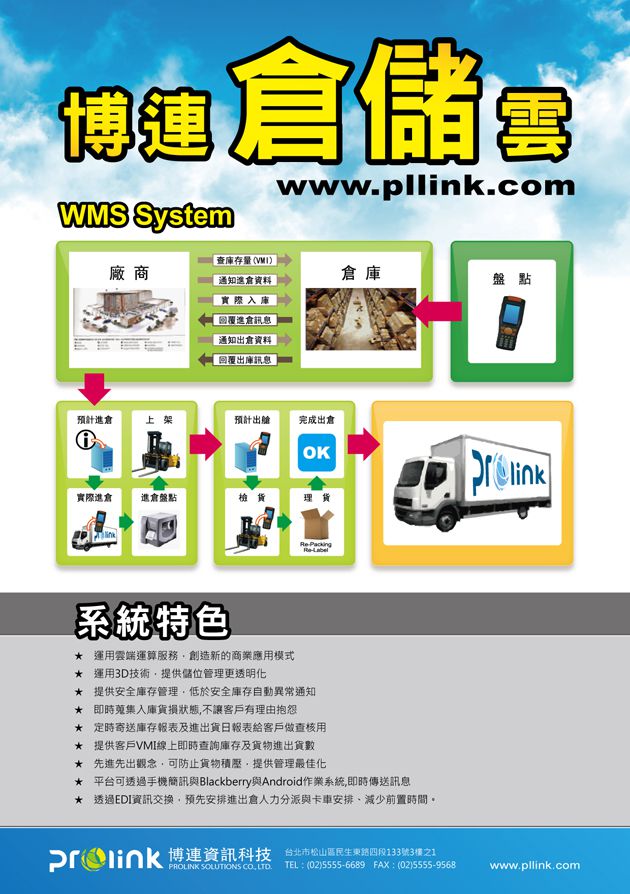 博連倉儲雲
www.pllink.com
WMS System
廠商
查庫存量(VMI)
通知進倉資料
實際入庫
回覆進倉訊息
通知出倉資料
回覆出庫訊息
倉庫
盤點
預計進倉
上架
實際進倉
進倉盤點
prolink
預計出艙
完成出倉
OK
檢貨
理貨
Re-Packing
Re-Label
prolink
系統特色
★ 運用雲端運算服務，創造新的商業應用模式
★ 運用3D技術，提供儲位管理更透明化
★ 提供安全庫存管理，低於安全庫存自動異常通知
★ 即時蒐集入庫貨損狀態,不讓客戶有理由抱怨
★ 定時寄送庫存報表及進出貨日報表給客戶做查核用
★ 提供客戶VMI線上即時查詢庫存及貨物進出貨數
★ 先進先出觀念，可防止貨物積壓，提供管理最佳化
★ 平台可透過手機簡訊與Blackberry與Android作業系統,即時傳送訊息
★ 透過EDI資訊交換，預先安排進出倉人力分派與卡車安排、減少前置時間。
prolink 博連資訊科技
PROLINK SOLUTIONS CO., LTD.
台北市松山區民生東路四段133號3樓之1
TEL：(02)5555-6689 FAX：(02)5555-9568
www.pllink.com